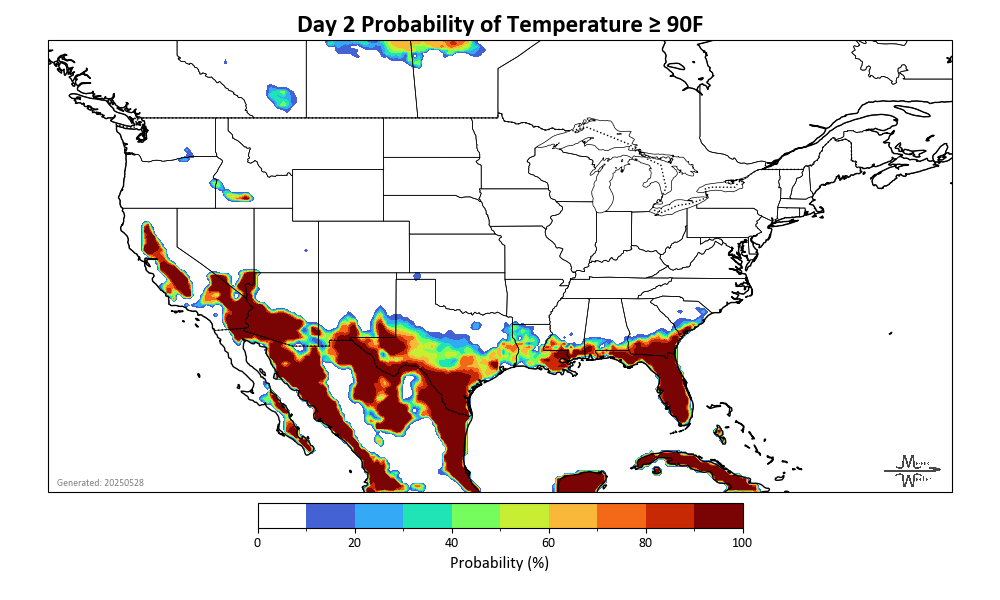 Day 2 Probability of Temperature ≥ 90F
Generated: 20250528
0 20 40 60 80 100
Probability (%)